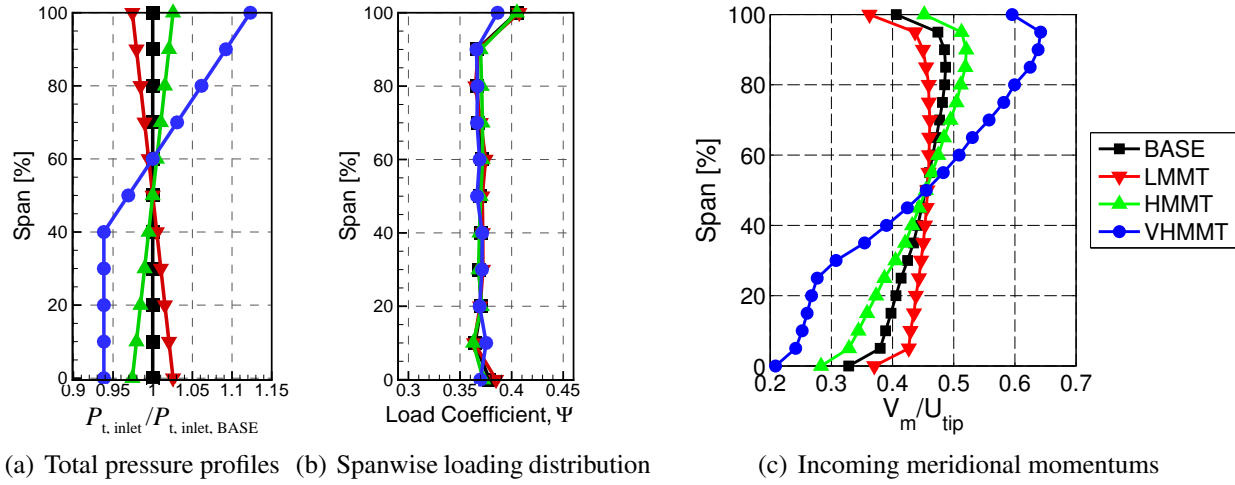 100
80
60
40
20
0
Span [%]
0.9 0.95 1 1.05 1.1 1.15
P t, inlet / P t, inlet, BASE
(a) Total pressure profiles
100
80
60
40
20
0
Span [%]
0.3 0.35 0.4 0.45
Load Coefficient, Ψ
(b) Spanwise loading distribution
100
80
60
40
20
0
Span [%]
0.2 0.3 0.4 0.5 0.6 0.7
V_m/U_tip
(c) Incoming meridional momentums
BASE
LMMT
HMMT
VHMMT